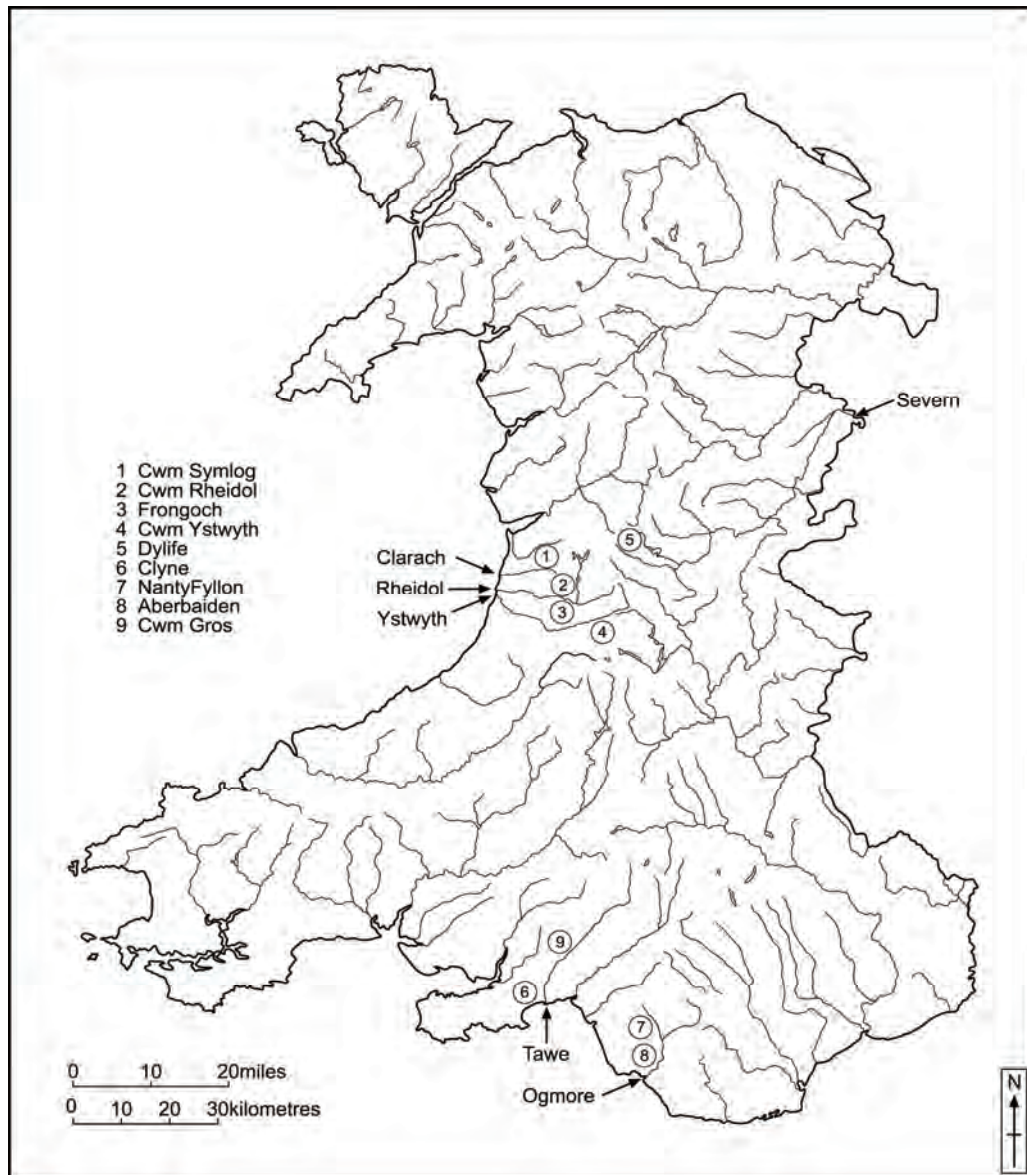 Severn
1 Cwm Symlog
2 Cwm Rheidol
3 Frongoch
4 Cwm Ystwyth
5 Dylife
6 Clyne
7 NantyFyllon
8 Aberbaiden
9 Cwm Gros
Clarach
Rheidol
Ystwyth
5
1
2
3
4
9
6
7
8
Tawe
Ogmore
0 10 20miles
0 10 20 30kilometres
N